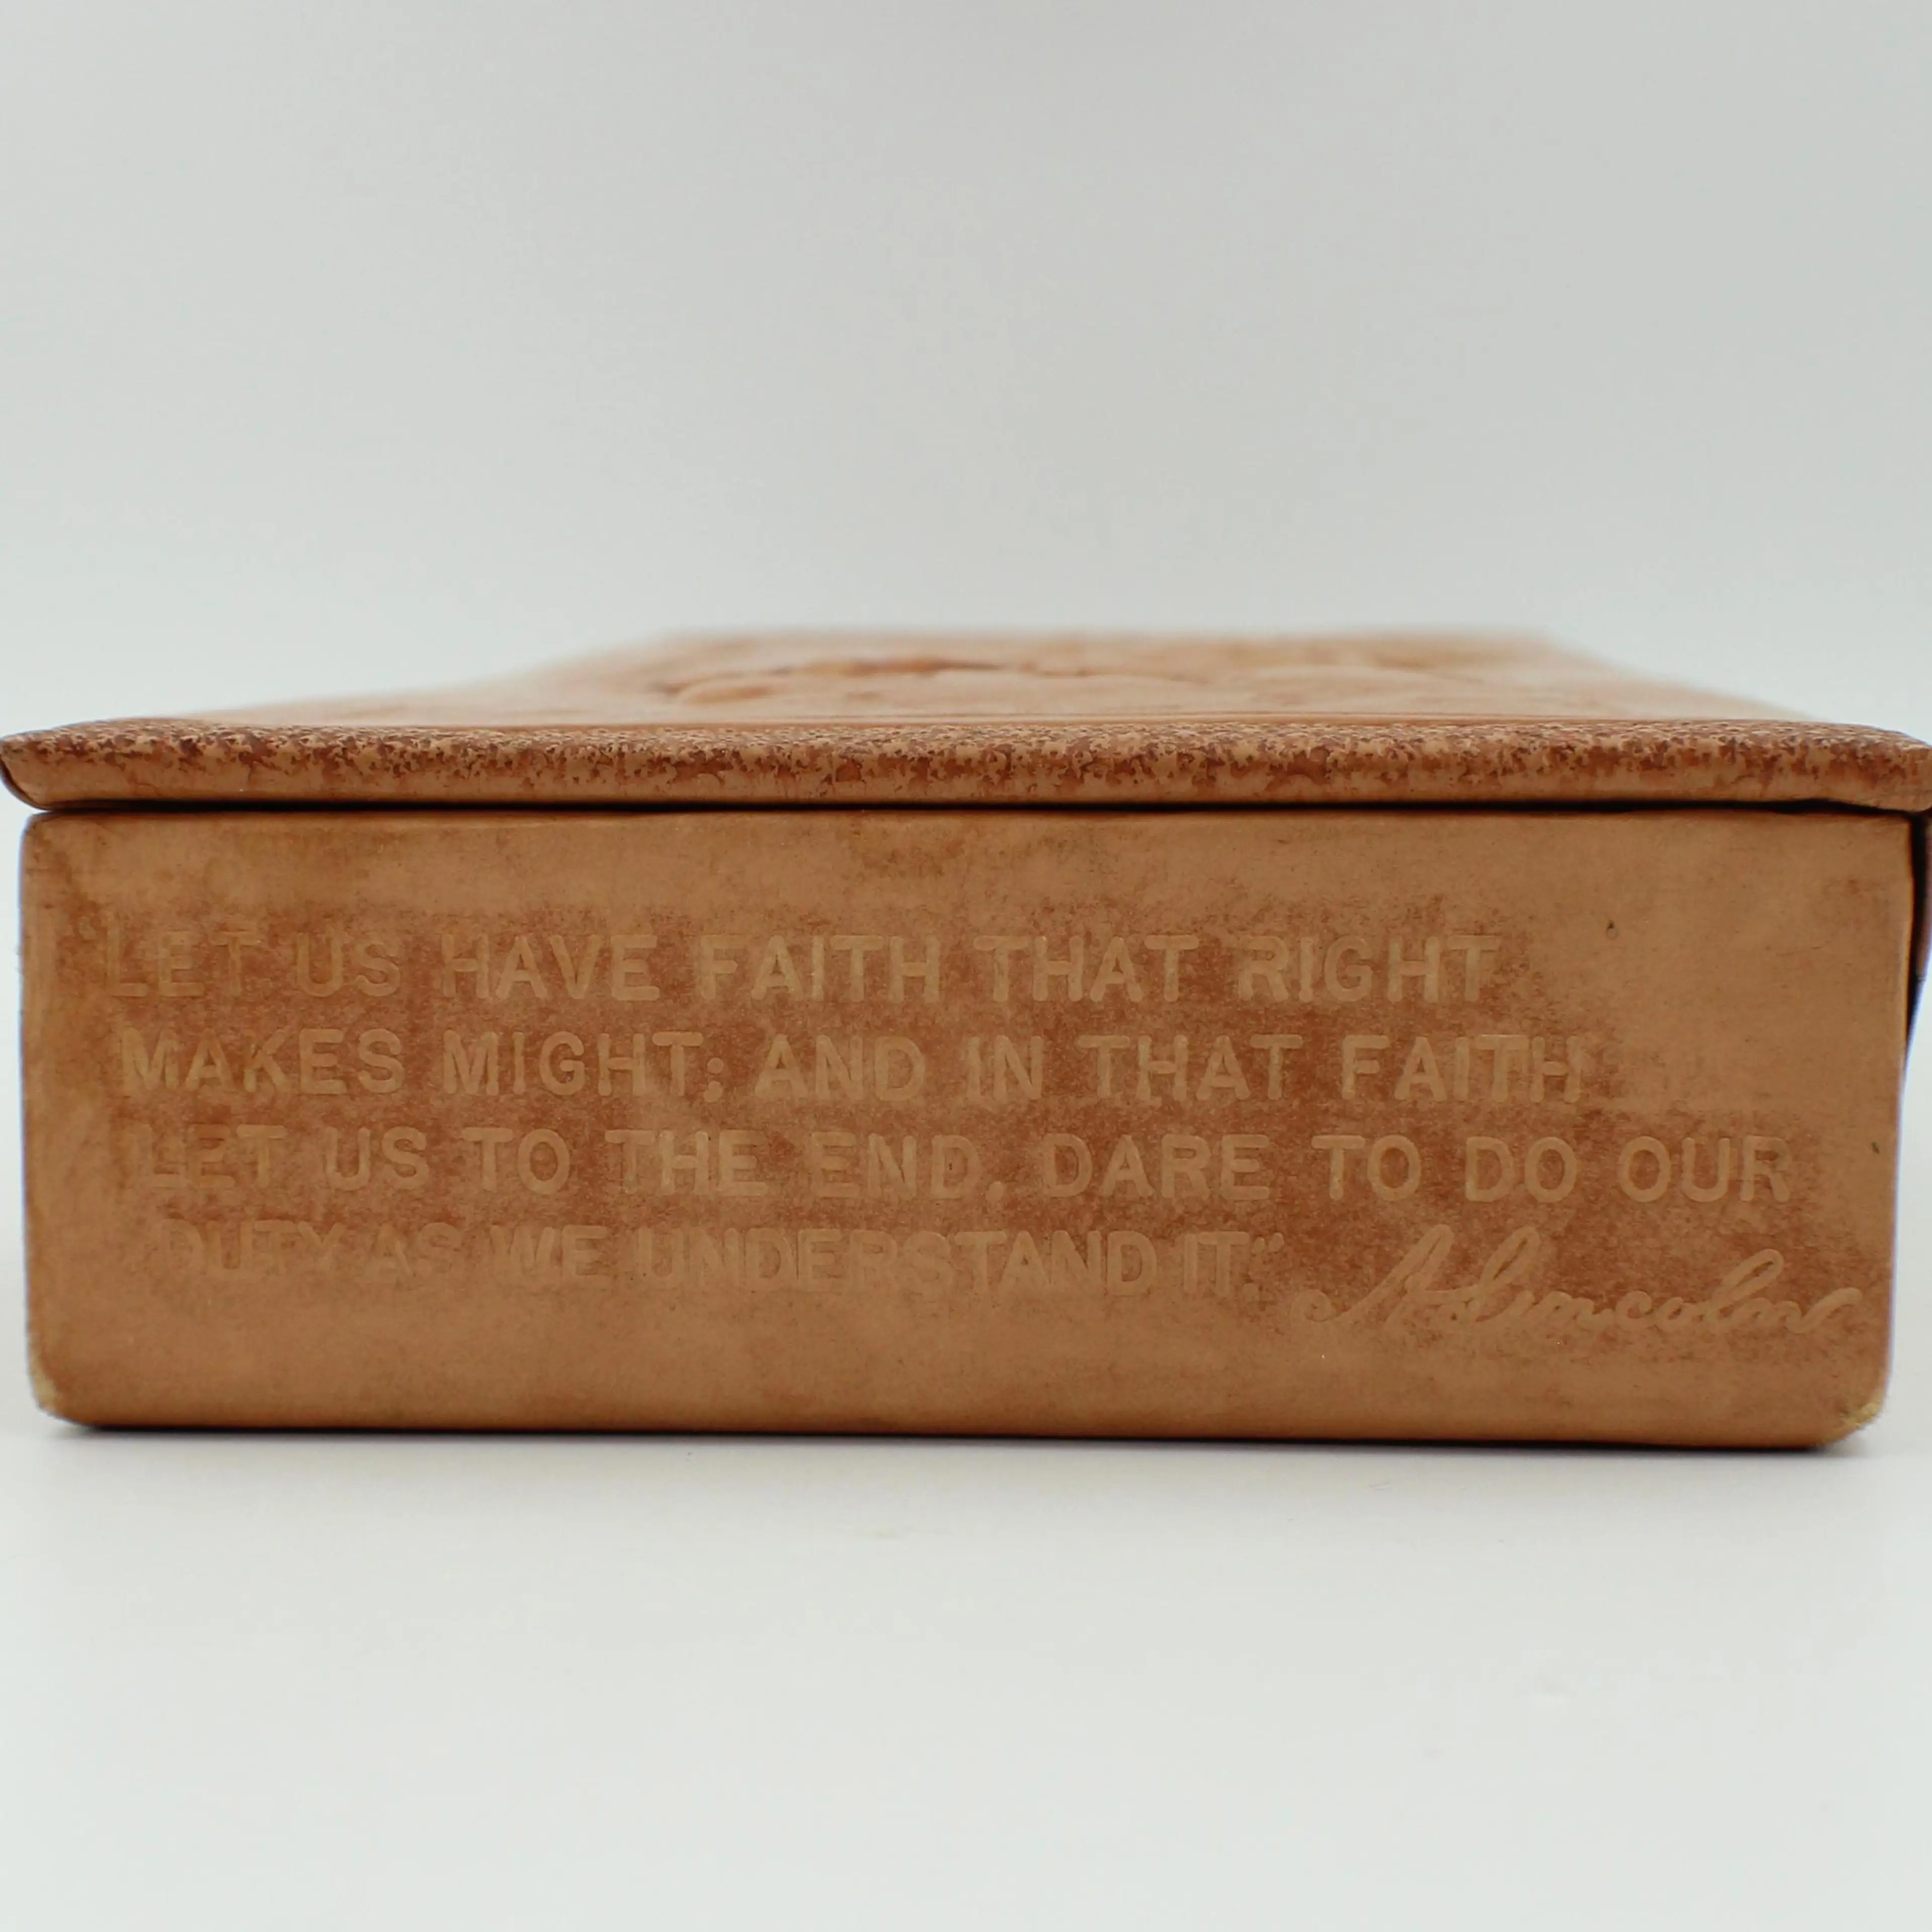 "LET US HAVE FAITH THAT RIGHT
MAKES MIGHT; AND IN THAT FAITH
LET US TO THE END, DARE TO DO OUR
DUTY AS WE UNDERSTAND IT." A. Lincoln